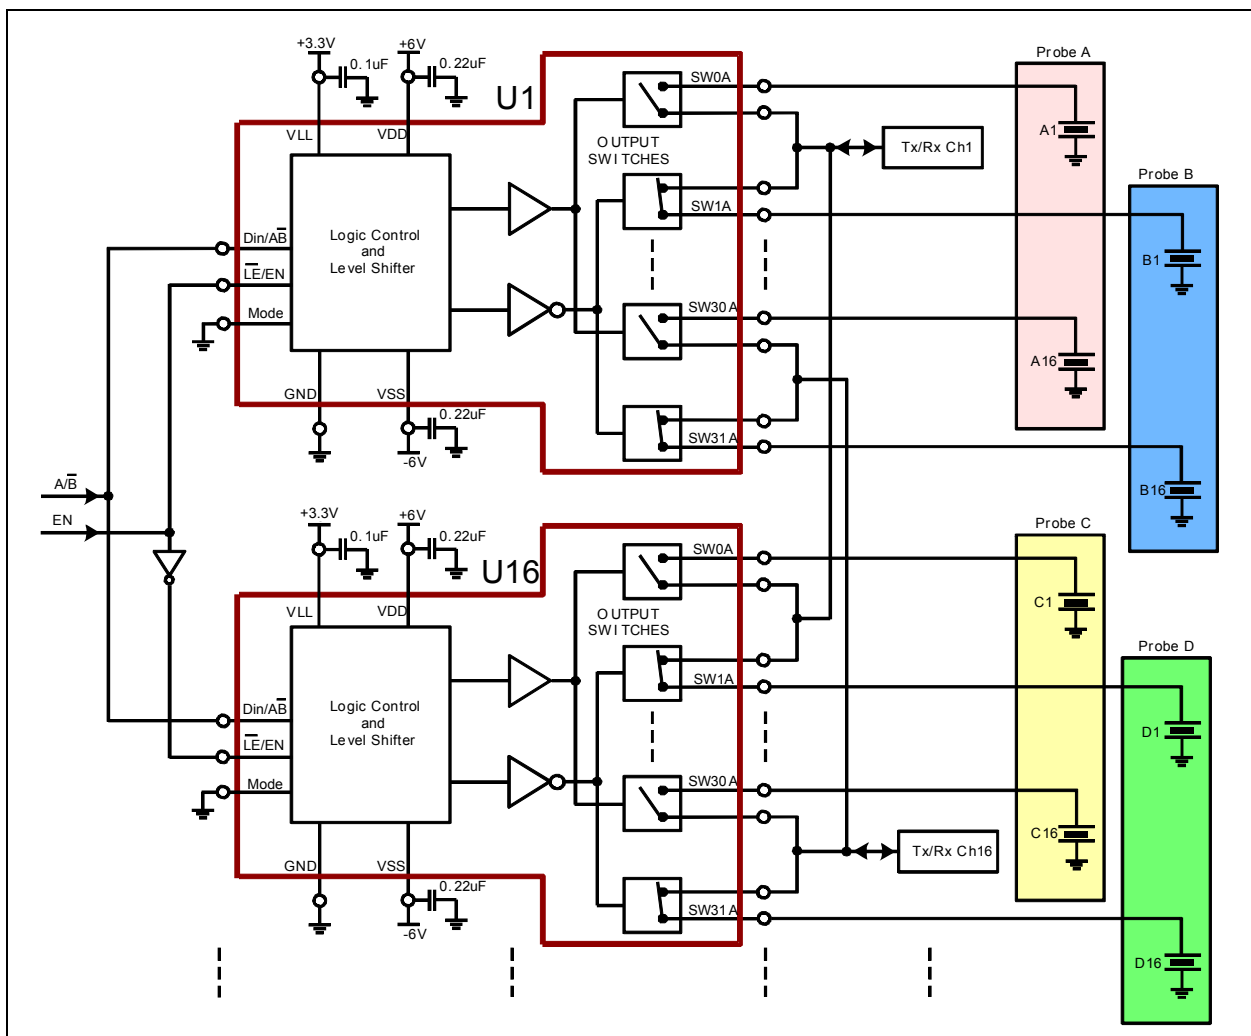 +3.3V
0.1uF
+6V
0.22uF
U1
VLL
VDD
SW0A
OUTPUT
SWITCHES
Tx/Rx Ch1
Probe A
A1
Probe B
Din/AB̅
L̅E̅/EN
Mode
Logic Control
and
Level Shifter
SW1A
B1
SW30A
A16
GND
VSS
0.22uF
-6V
SW31A
B16
A/B̅
EN
+3.3V
0.1uF
+6V
0.22uF
U16
VLL
VDD
SW0A
OUTPUT
SWITCHES
Probe C
C1
Probe D
Din/AB̅
L̅E̅/EN
Mode
Logic Control
and
Level Shifter
SW1A
D1
SW30A
C16
Tx/Rx Ch16
GND
VSS
0.22uF
-6V
SW31A
D16